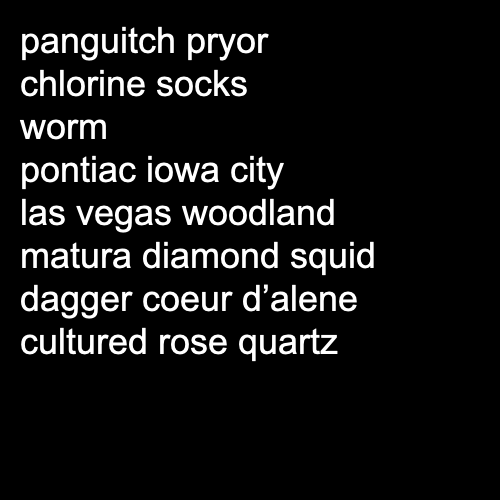 panguitch pryor
chlorine socks
worm
pontiac iowa city
las vegas woodland
matura diamond squid
dagger coeur d’alene
cultured rose quartz